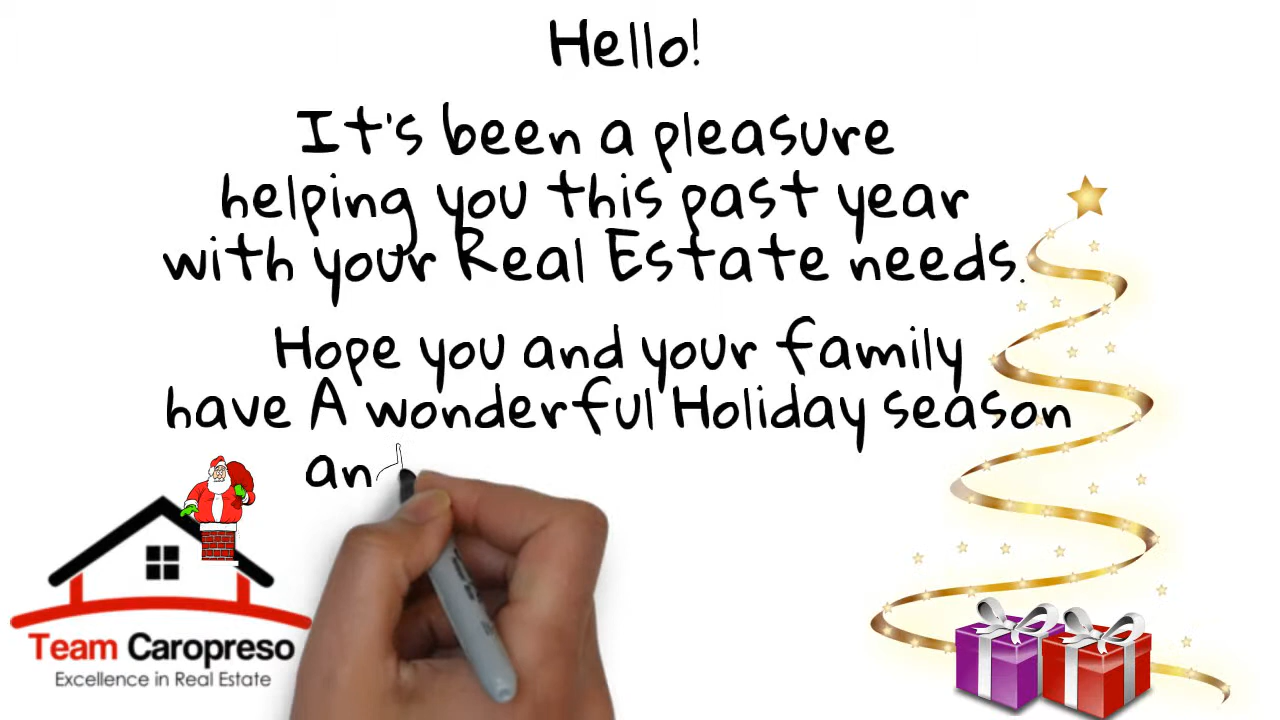 Hello!
It's been a pleasure
helping you this past year
with your Real Estate needs.
Hope you and your family
have A wonderful Holiday season
an
Team Caropreso
Excellence in Real Estate